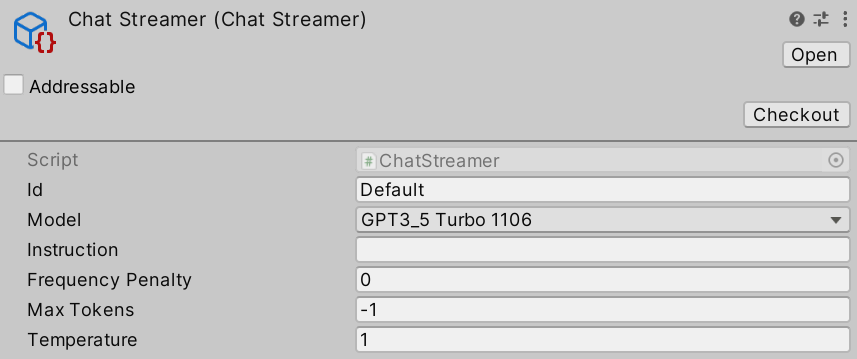 Chat Streamer (Chat Streamer)
Open
Addressable
Checkout
Script # ChatStreamer
Id Default
Model GPT3_5 Turbo 1106
Instruction
Frequency Penalty 0
Max Tokens -1
Temperature 1